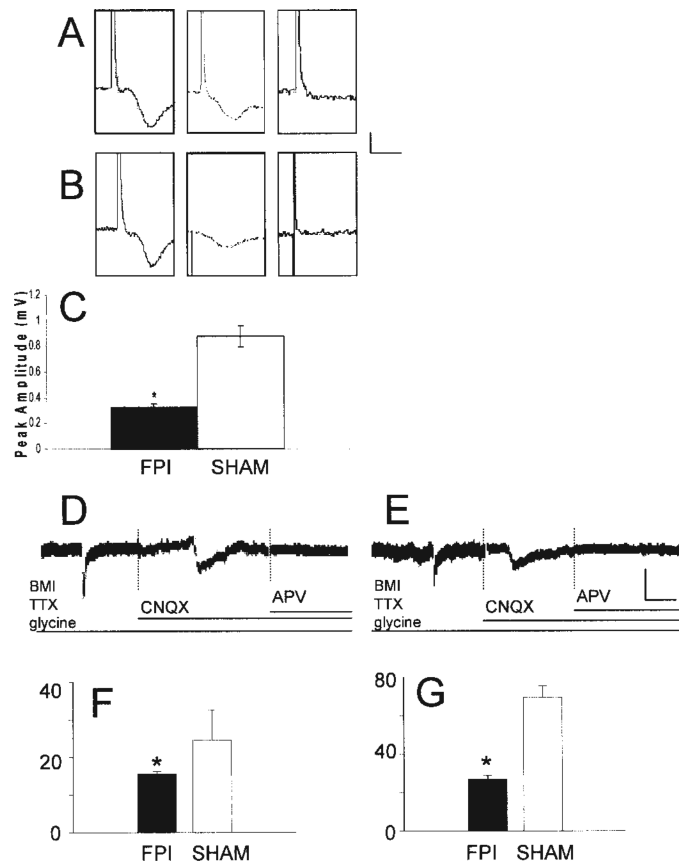 A
B
C
Peak Amplitude (mV)
1.2
1
0.8
0.6
0.4
0.2
0
*
FPI SHAM
D
BMI
TTX
glycine
CNQX
APV
E
BMI
TTX
glycine
CNQX
APV
F
40
20
0
*
FPI SHAM
G
80
40
0
*
FPI SHAM